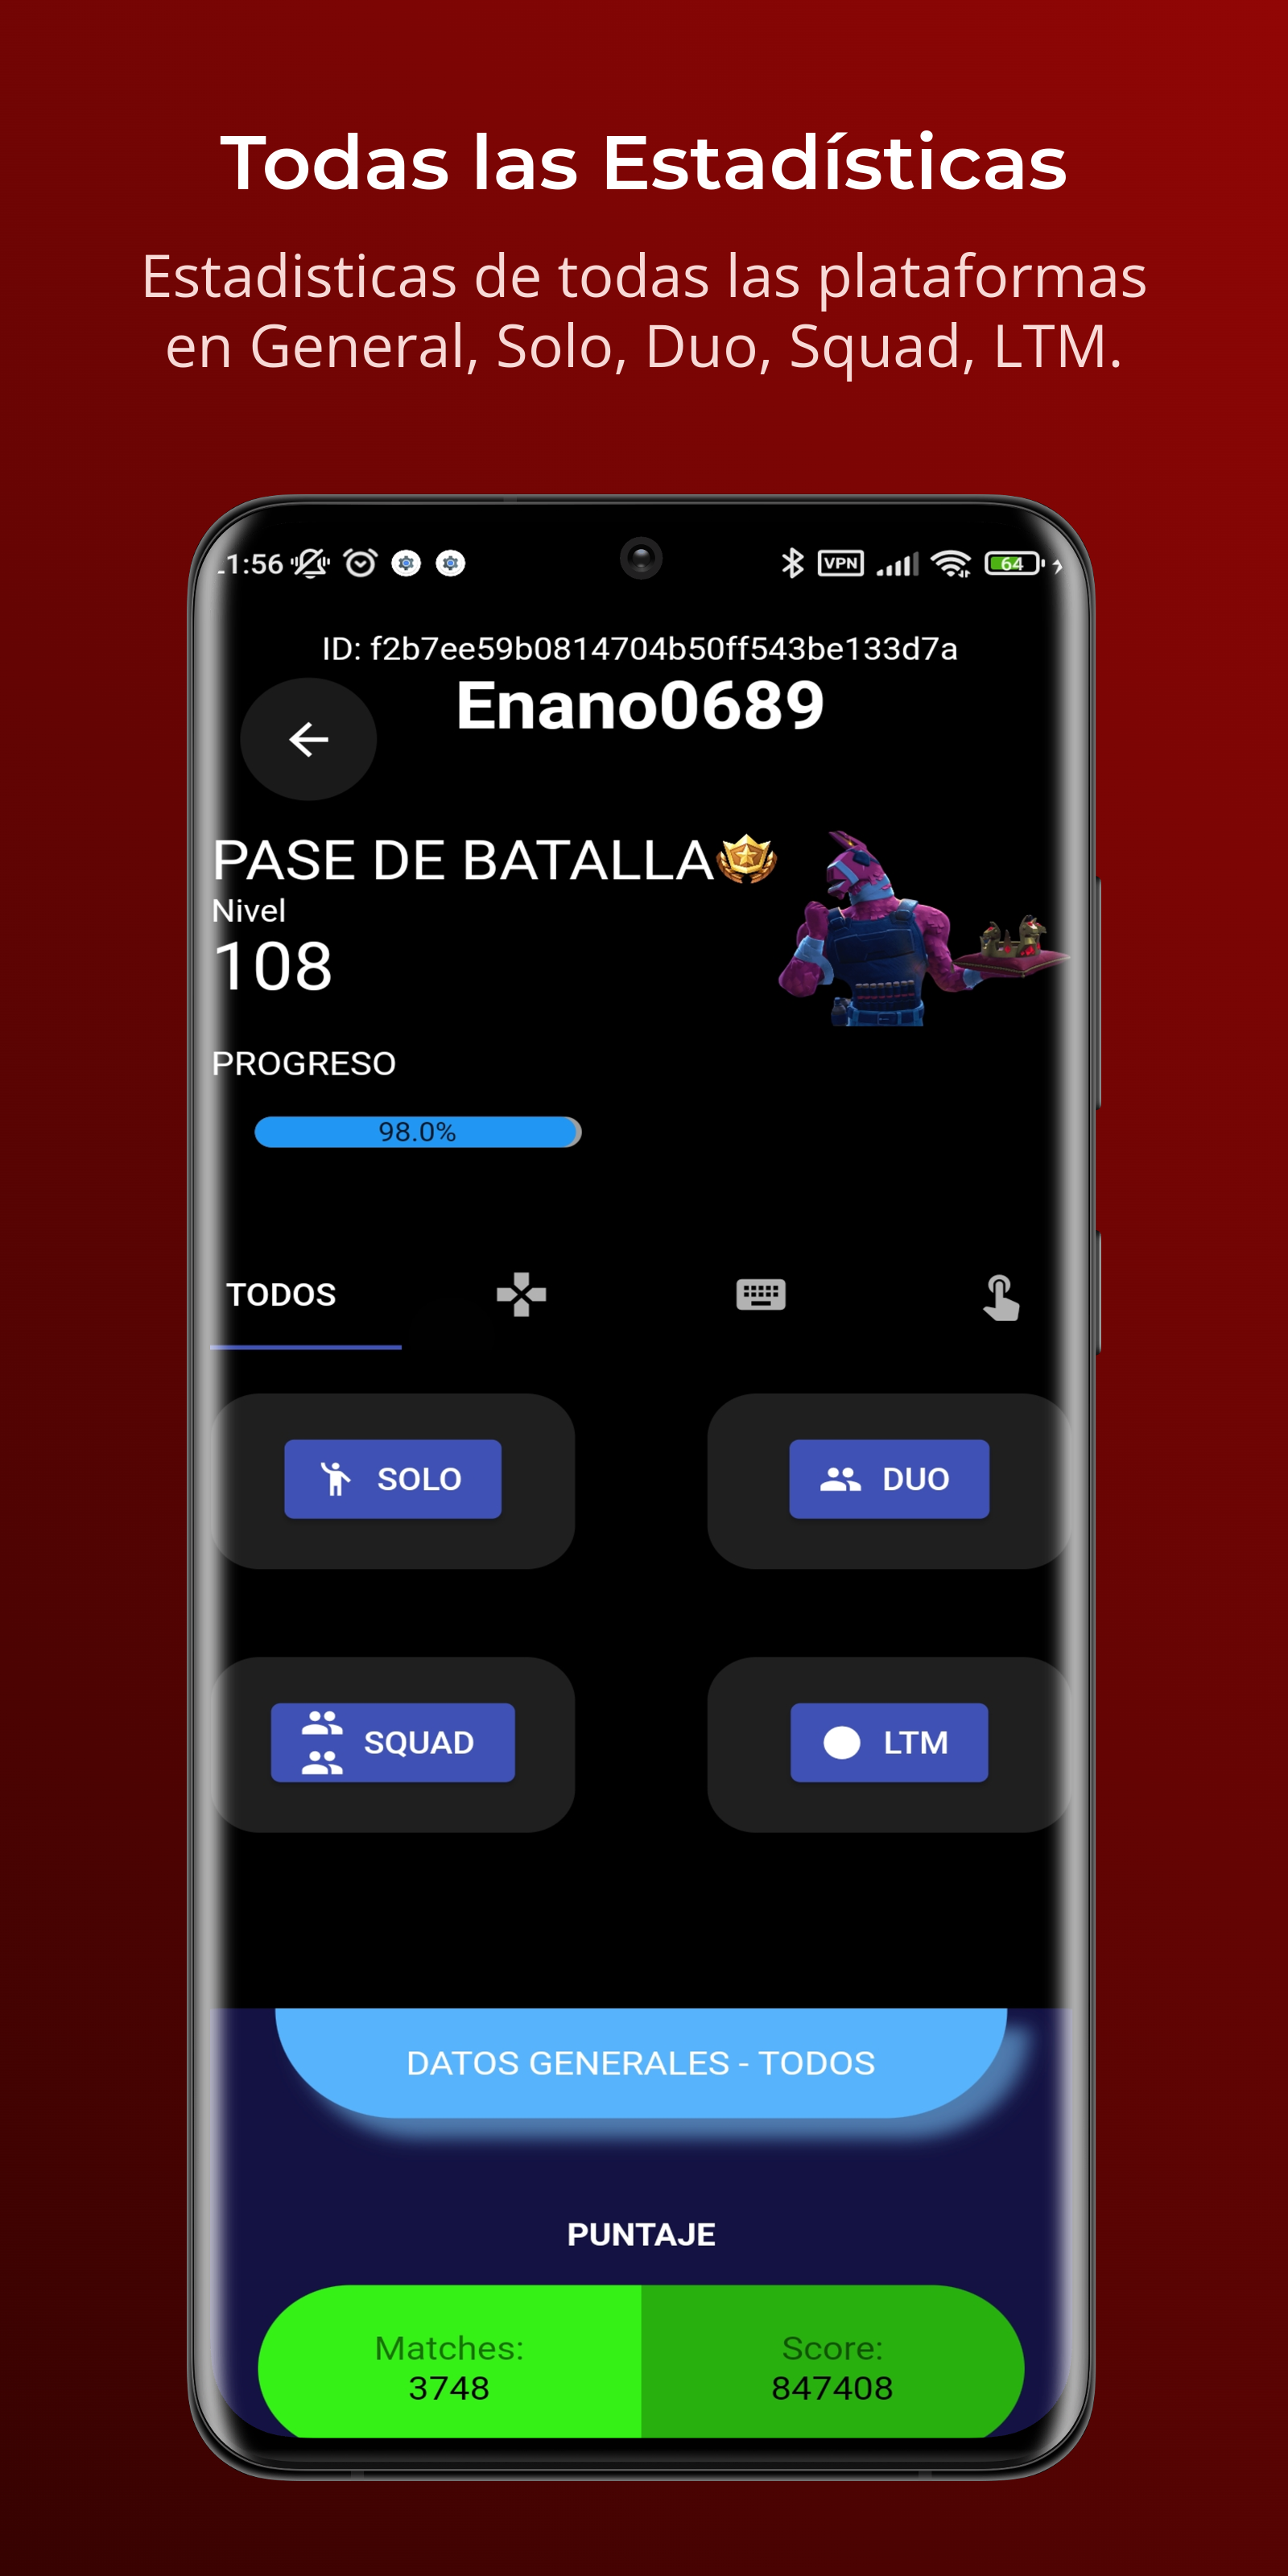 Todas las Estadísticas
Estadisticas de todas las plataformas
en General, Solo, Duo, Squad, LTM.
1:56 VPN 64
ID: f2b7ee59b0814704b50ff543be133d7a
Enano0689
PASE DE BATALLA
Nivel
108
PROGRESO
98.0%
TODOS
SOLO DUO
SQUAD LTM
DATOS GENERALES - TODOS
PUNTAJE
Matches: Score:
3748 847408